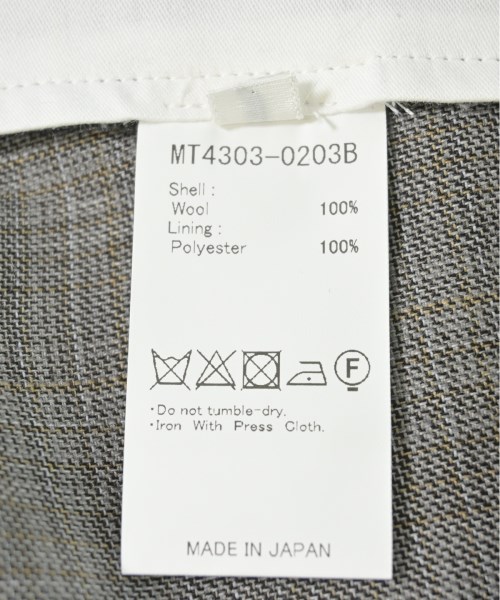 MT4303-0203B
Shell :
Wool 100%
Lining :
Polyester 100%
F
・Do not tumble-dry.
・Iron With Press Cloth.
MADE IN JAPAN